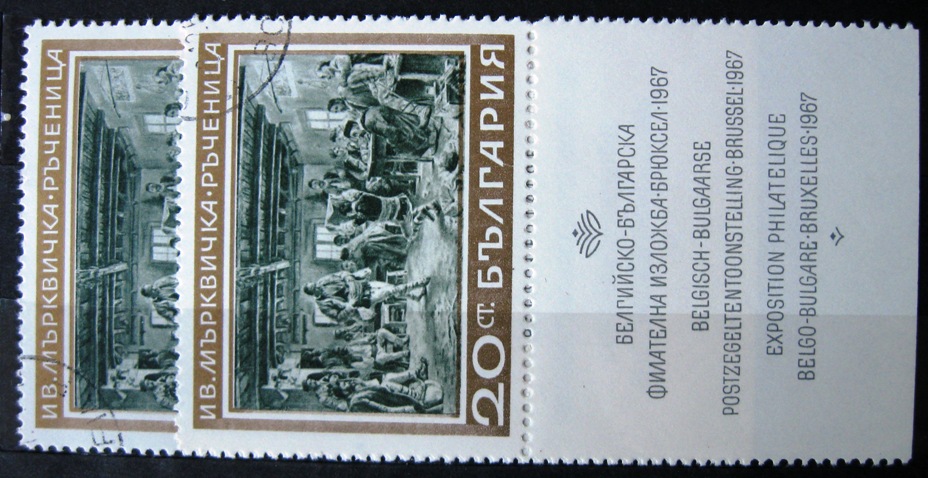 ИВ. МЪРКВИЧКА · РЪЧЕНИЦА
ИВ. МЪРКВИЧКА · РЪЧЕНИЦА
20 СТ. БЪЛГАРИЯ
БЕЛГИЙСКО-БЪЛГАРСКА
ФИЛАТЕЛНА ИЗЛОЖБА · БРЮКСЕЛ · 1967
BELGISCH - BULGAARSE
POSTZEGELTENTOONSTELLING · BRUSSEL · 1967
EXPOSITION PHILATELIQUE
BELGO-BULGARE · BRUXELLES · 1967